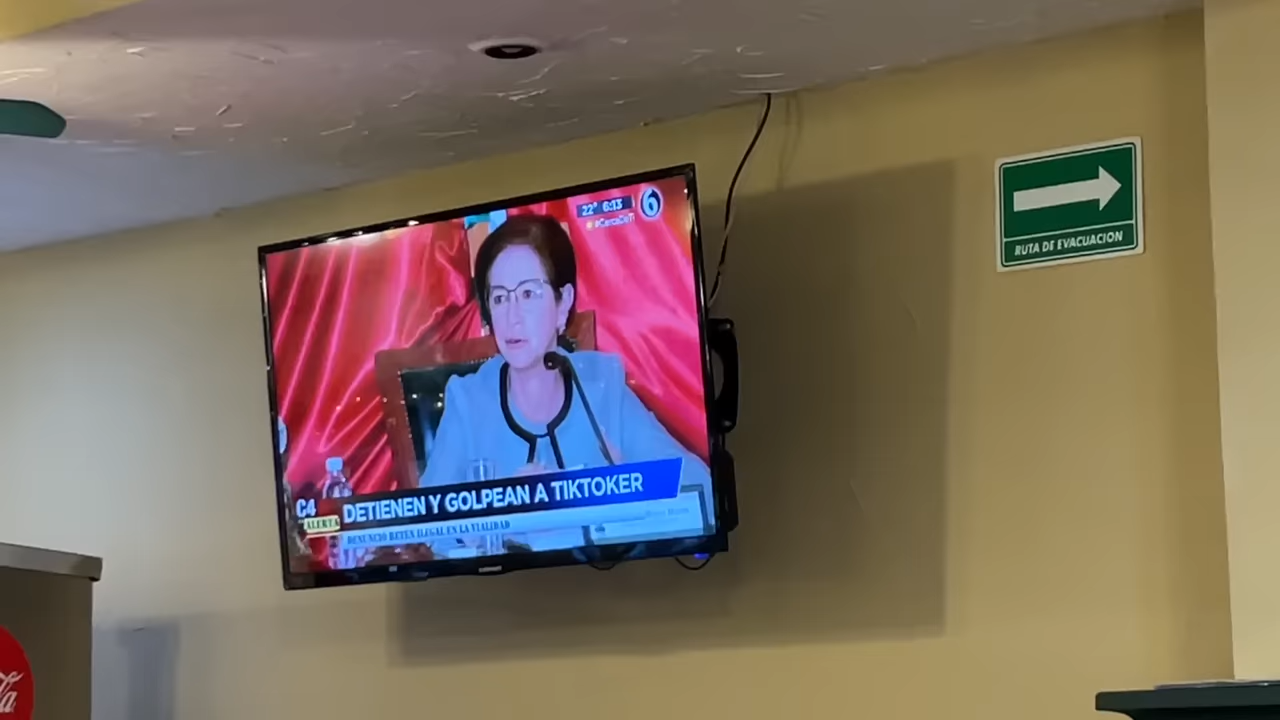 22° 6:13
6
#CercaDeTi
RUTA DE EVACUACION
C4
ALERTA
DETIENEN Y GOLPEAN A TIKTOKER
DENUNCIÓ RETÉN ILEGAL EN LA VIALIDAD